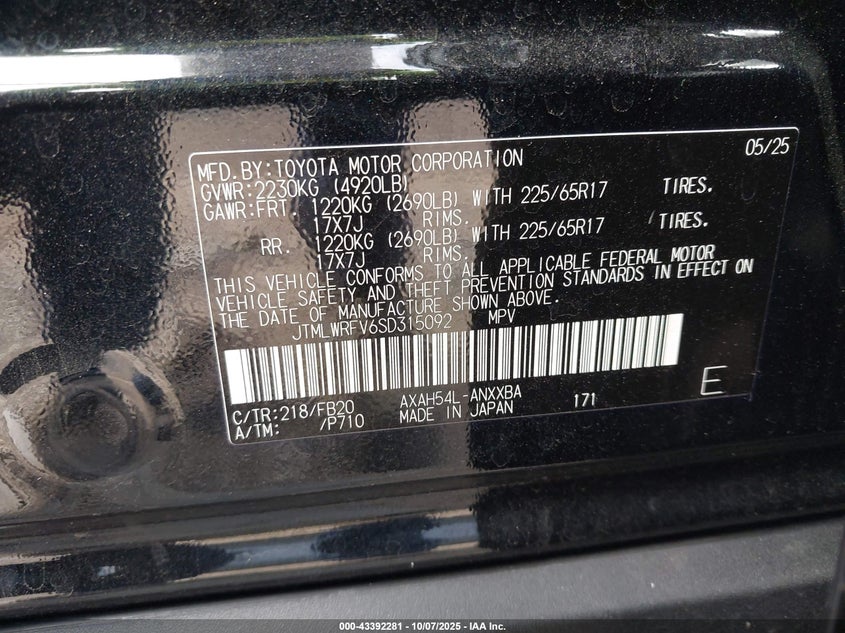 MFD.BY:TOYOTA MOTOR CORPORATION 05/25
GVWR:2230KG (4920LB)
GAWR:FRT 1220KG (2690LB) WITH 225/65R17 TIRES.
17X7J RIMS.
RR. 1220KG (2690LB) WITH 225/65R17 TIRES.
17X7J RIMS.
THIS VEHICLE CONFORMS TO ALL APPLICABLE FEDERAL MOTOR
VEHICLE SAFETY AND THEFT PREVENTION STANDARDS IN EFFECT ON
THE DATE OF MANUFACTURE SHOWN ABOVE.
JTMLWRFV6SD315092 MPV
C/TR:218/FB20 AXAH54L-ANXXBA 171 E
A/TM: /P710 MADE IN JAPAN
000-43392281 - 10/07/2025 - IAA Inc.